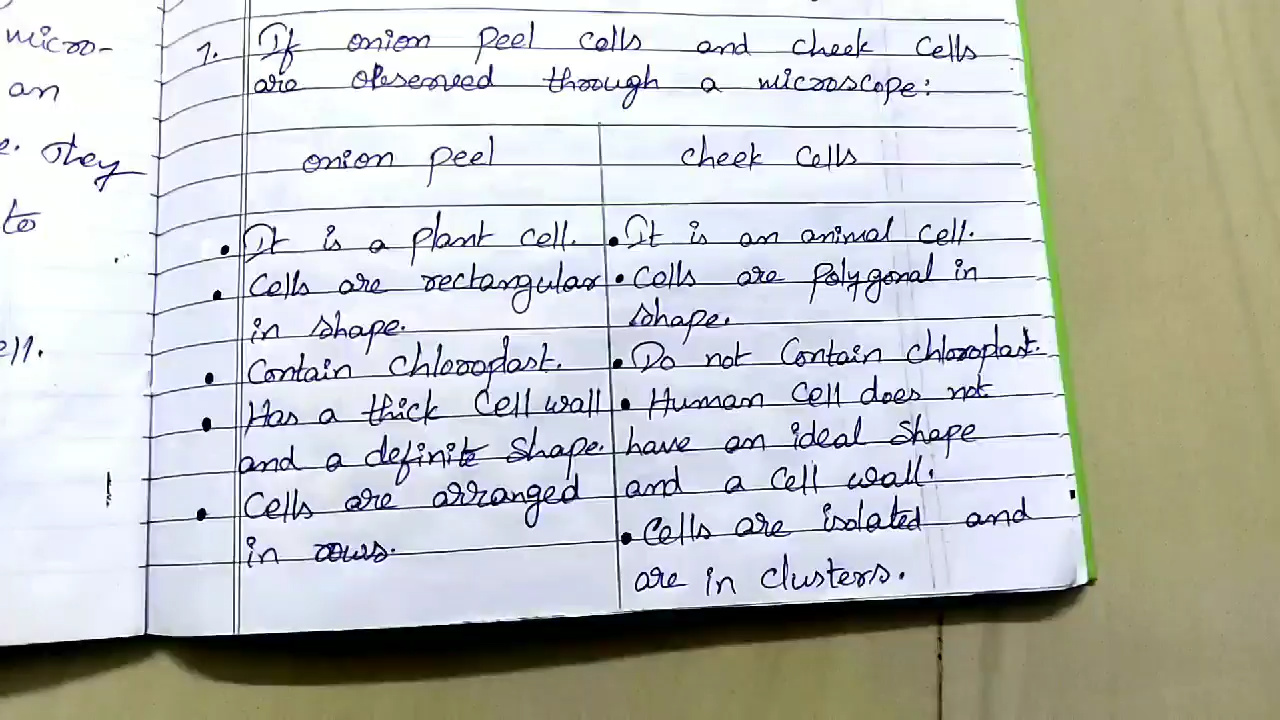 micro-
an
e. They
to
ell.
7. If onion peel cells and cheek cells
are observed through a microscope:
onion peel
cheek cells
• It is a plant cell.
• Cells are rectangular
in shape.
• Contain Chloroplast.
• Has a thick cell wall
and a definite shape.
• Cells are arranged
in rows.
• It is an animal cell.
• Cells are polygonal in
shape.
• Do not contain chloroplast.
• Human cell does not
have an ideal shape
and a cell wall.
• Cells are isolated and
are in clusters.